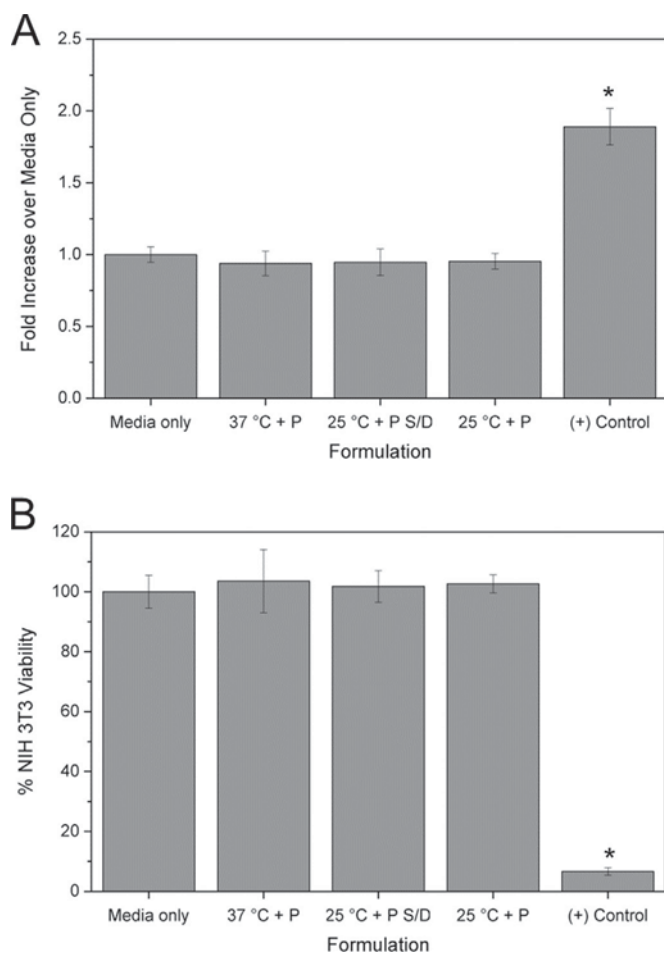 A
Fold Increase over Media Only
2.5
2.0
1.5
1.0
0.5
0.0
*
Media only 37 °C + P 25 °C + P S/D 25 °C + P (+) Control
Formulation
B
% NIH 3T3 Viability
120
100
80
60
40
20
0
*
Media only 37 °C + P 25 °C + P S/D 25 °C + P (+) Control
Formulation